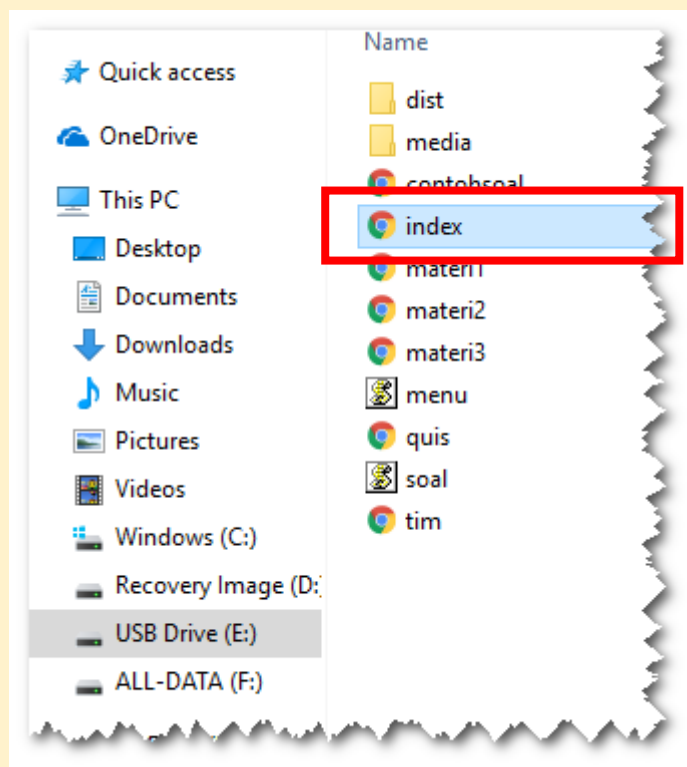 Quick access
OneDrive
This PC
Desktop
Documents
Downloads
Music
Pictures
Videos
Windows (C:)
Recovery Image (D:
USB Drive (E:)
ALL-DATA (F:)
Name
dist
media
contohsoal
index
materi1
materi2
materi3
menu
quis
soal
tim